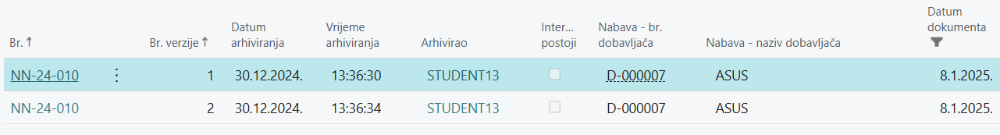 Br. ↑ Br. verzije ↑ Datum arhiviranja Vrijeme arhiviranja Arhivirao Inter... postoji Nabava - br. dobavljača Nabava - naziv dobavljača Datum dokumenta
NN-24-010 1 30.12.2024. 13:36:30 STUDENT13 D-000007 ASUS 8.1.2025.
NN-24-010 2 30.12.2024. 13:36:34 STUDENT13 D-000007 ASUS 8.1.2025.